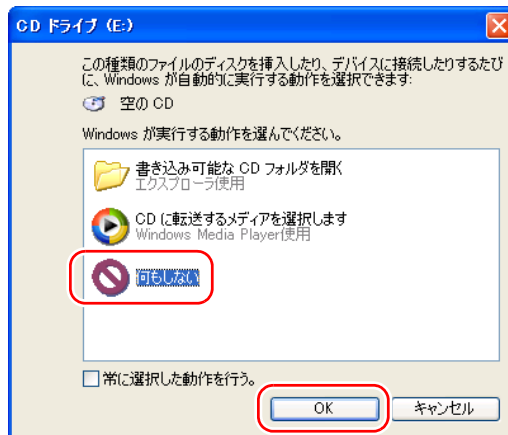 CD ドライブ (E:)
この種類のファイルのディスクを挿入したり、デバイスに接続したりするたび
に、Windows が自動的に実行する動作を選択できます:
空の CD
Windows が実行する動作を選んでください。
書き込み可能な CD フォルダを開く
エクスプローラ使用
CD に転送するメディアを選択します
Windows Media Player使用
何もしない
常に選択した動作を行う。
OK
キャンセル